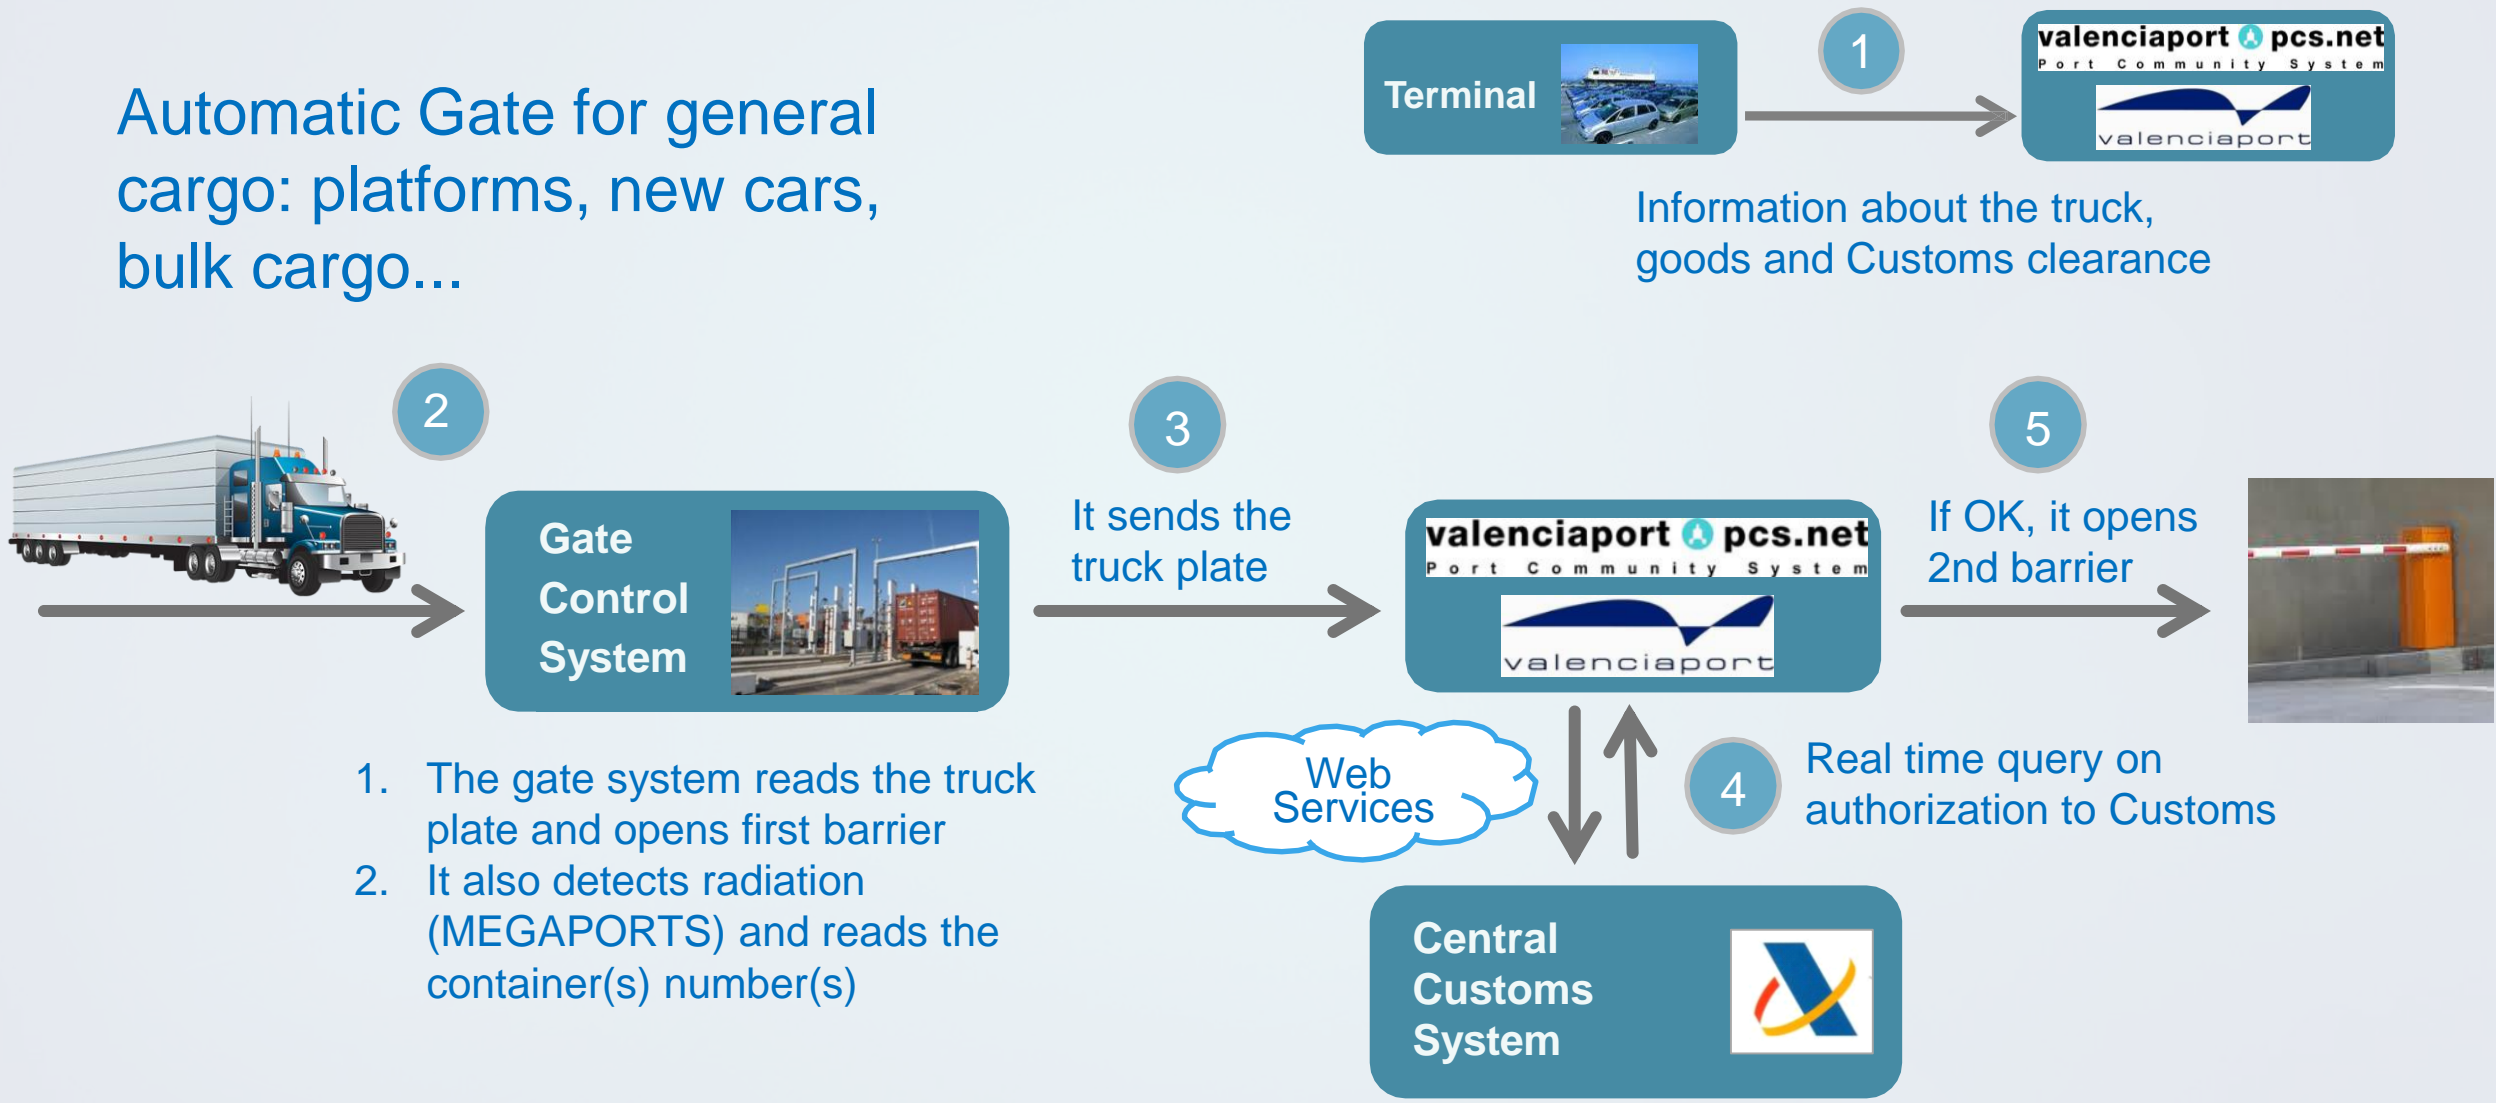 Automatic Gate for general
cargo: platforms, new cars,
bulk cargo...
Terminal
1
valenciaport pcs.net
Port Community System
valenciaport
Information about the truck,
goods and Customs clearance
2
Gate
Control
System
1. The gate system reads the truck
plate and opens first barrier
2. It also detects radiation
(MEGAPORTS) and reads the
container(s) number(s)
3
It sends the
truck plate
valenciaport pcs.net
Port Community System
valenciaport
5
If OK, it opens
2nd barrier
Web
Services
4
Real time query on
authorization to Customs
Central
Customs
System